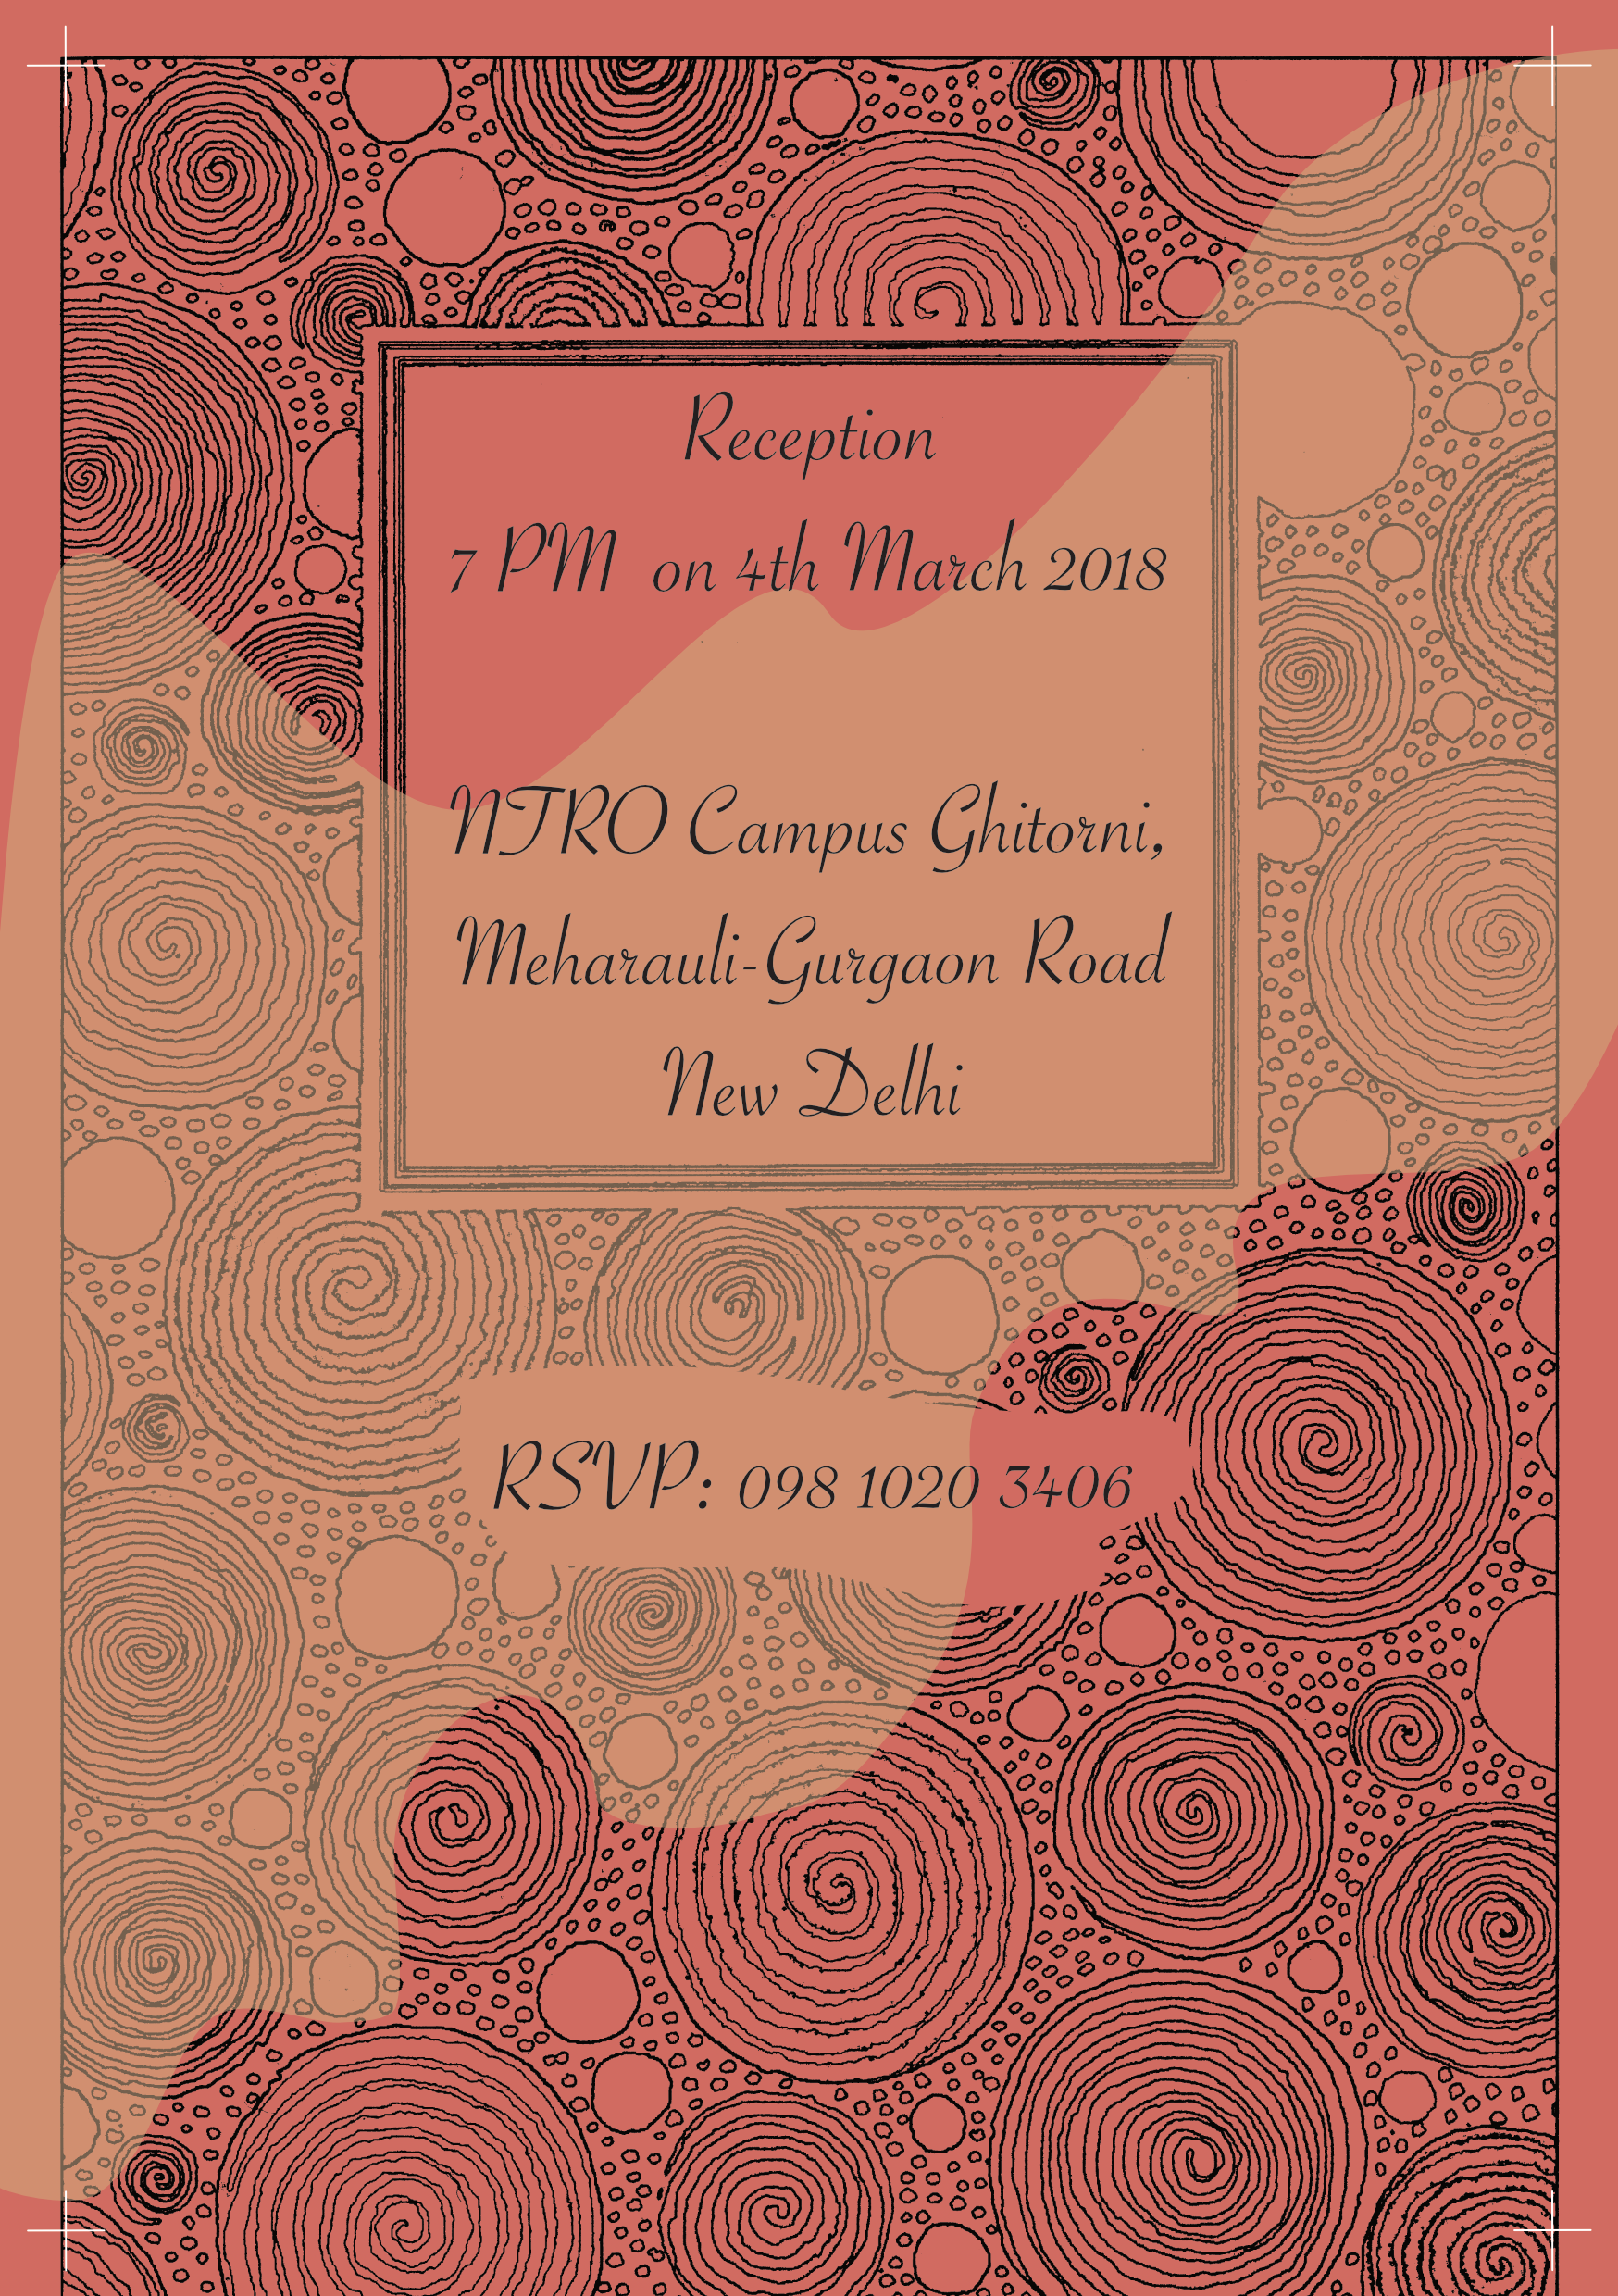 Reception
7 PM on 4th March 2018
NTRO Campus Ghitorni,
Meharauli-Gurgaon Road
New Delhi
RSVP: 098 1020 3406